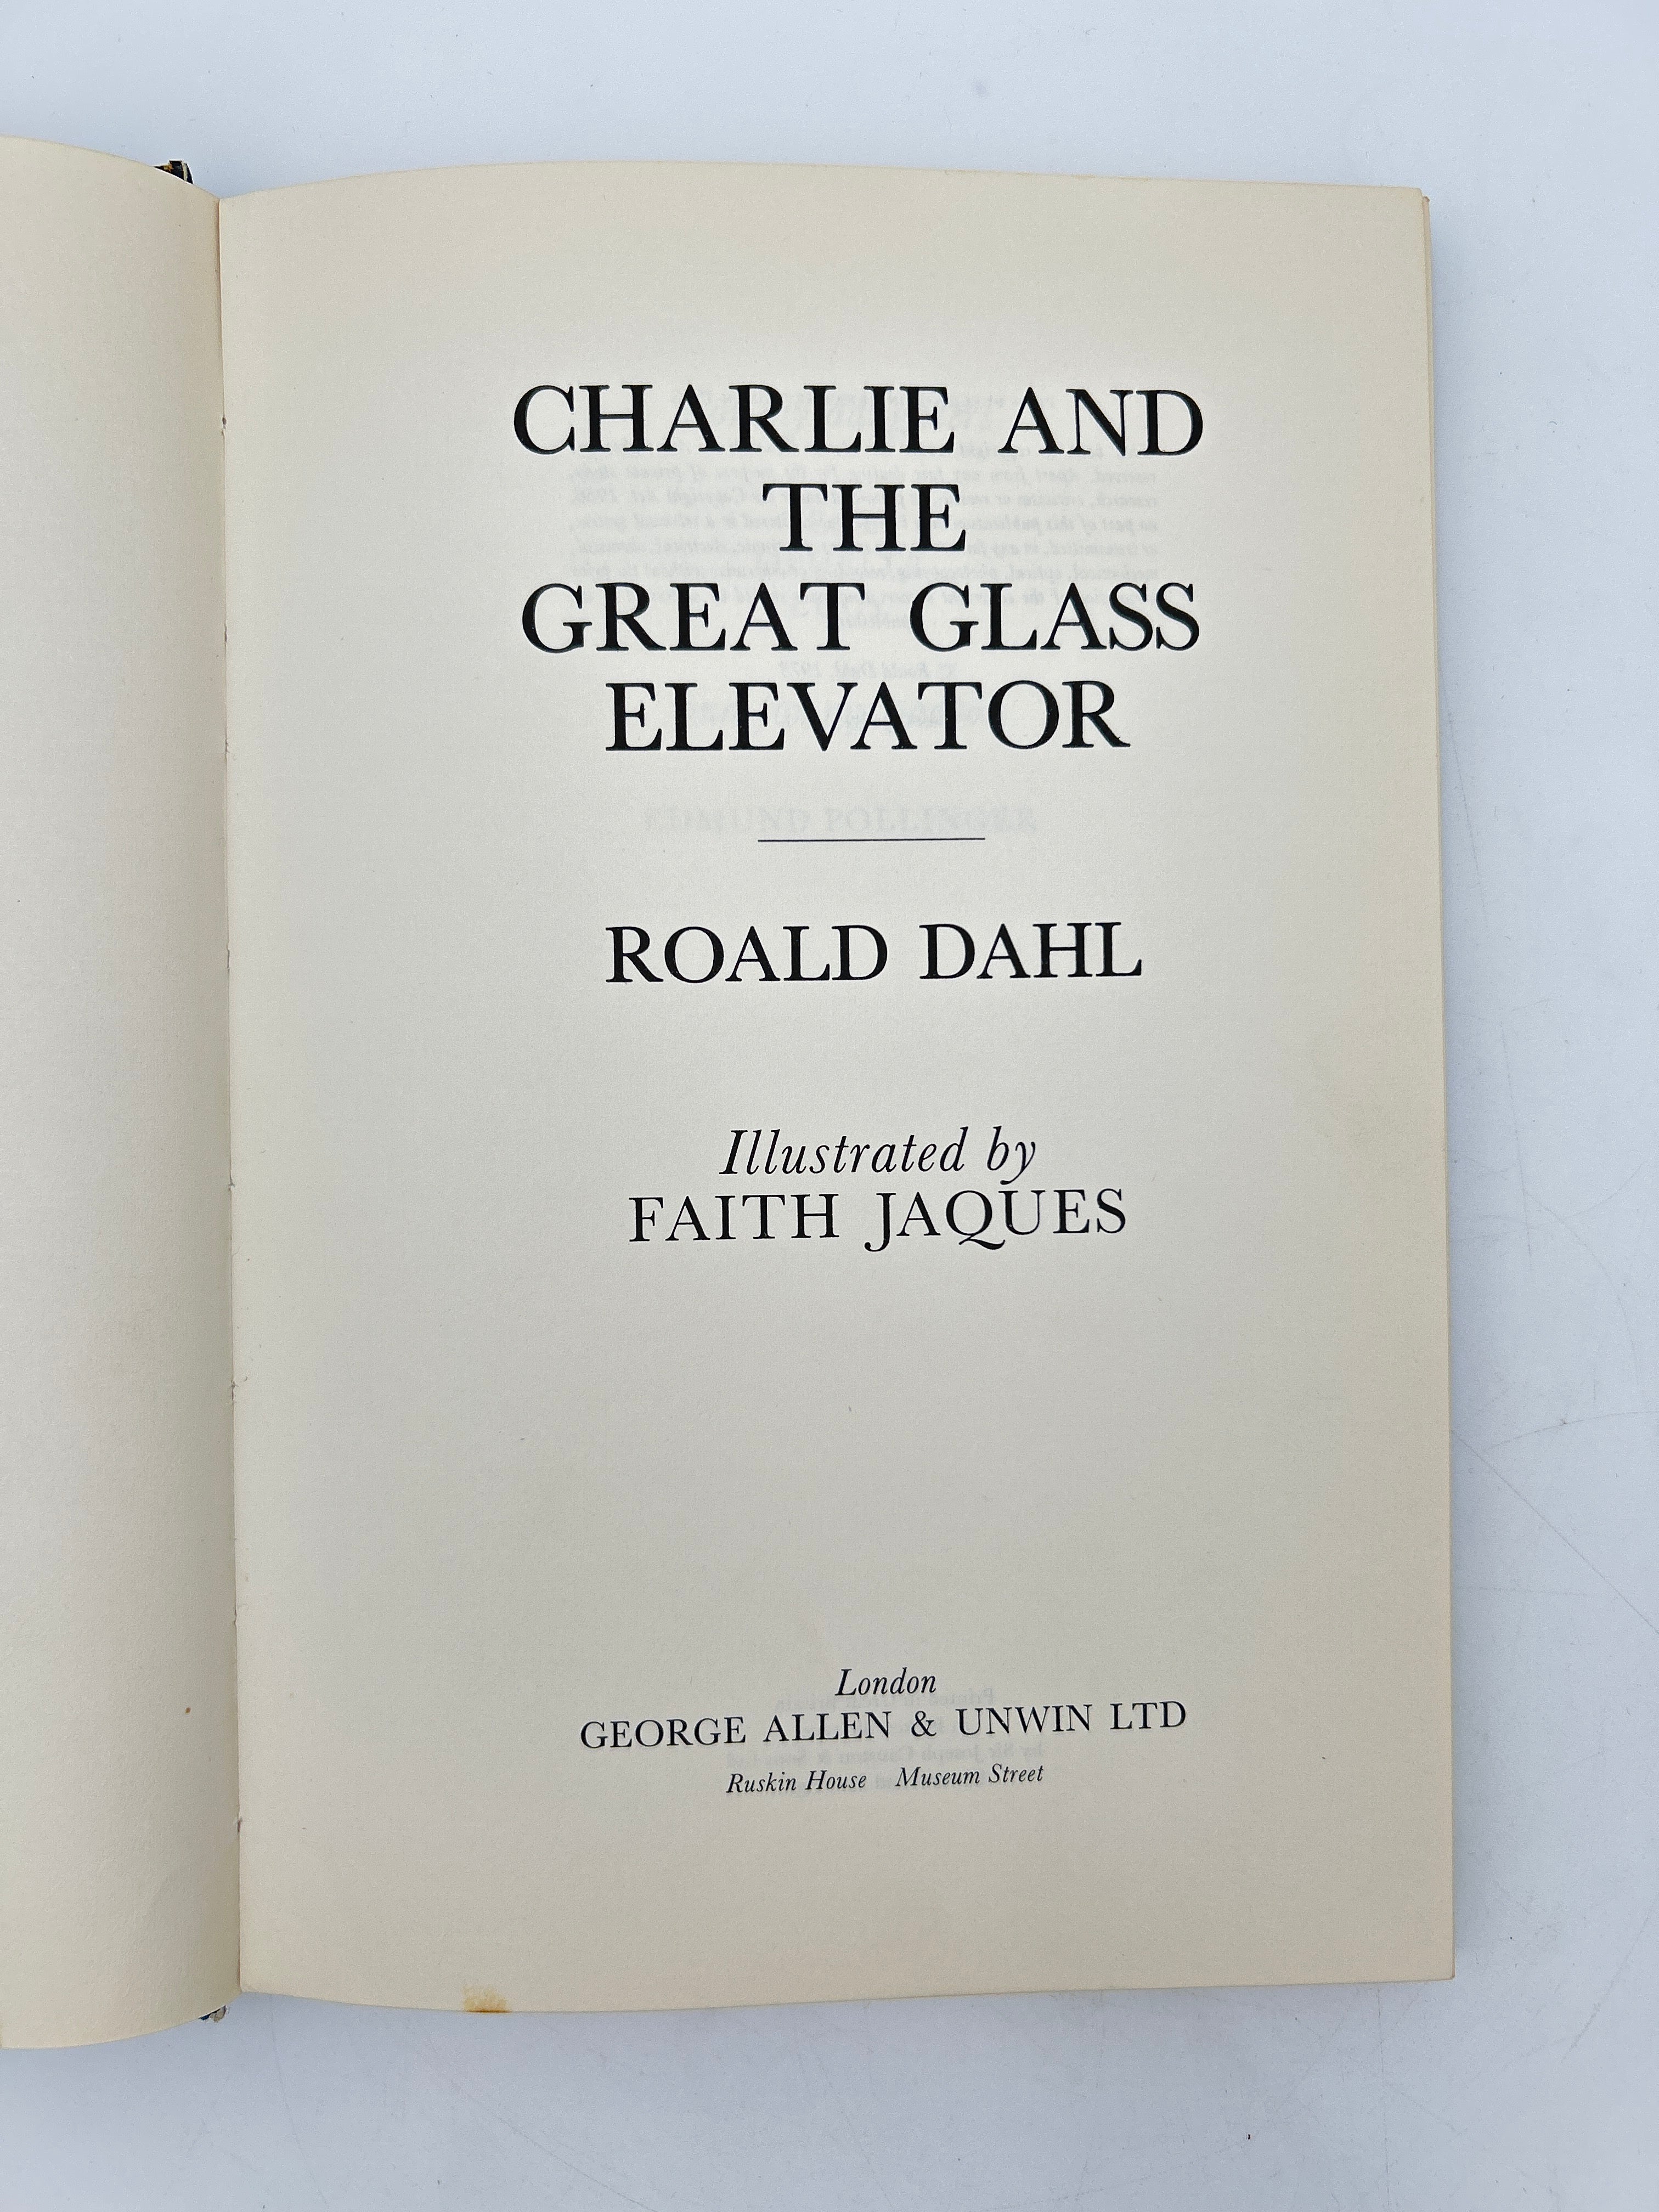 CHARLIE AND
THE
GREAT GLASS
ELEVATOR
ROALD DAHL
Illustrated by
FAITH JAQUES
London
GEORGE ALLEN & UNWIN LTD
Ruskin House Museum Street